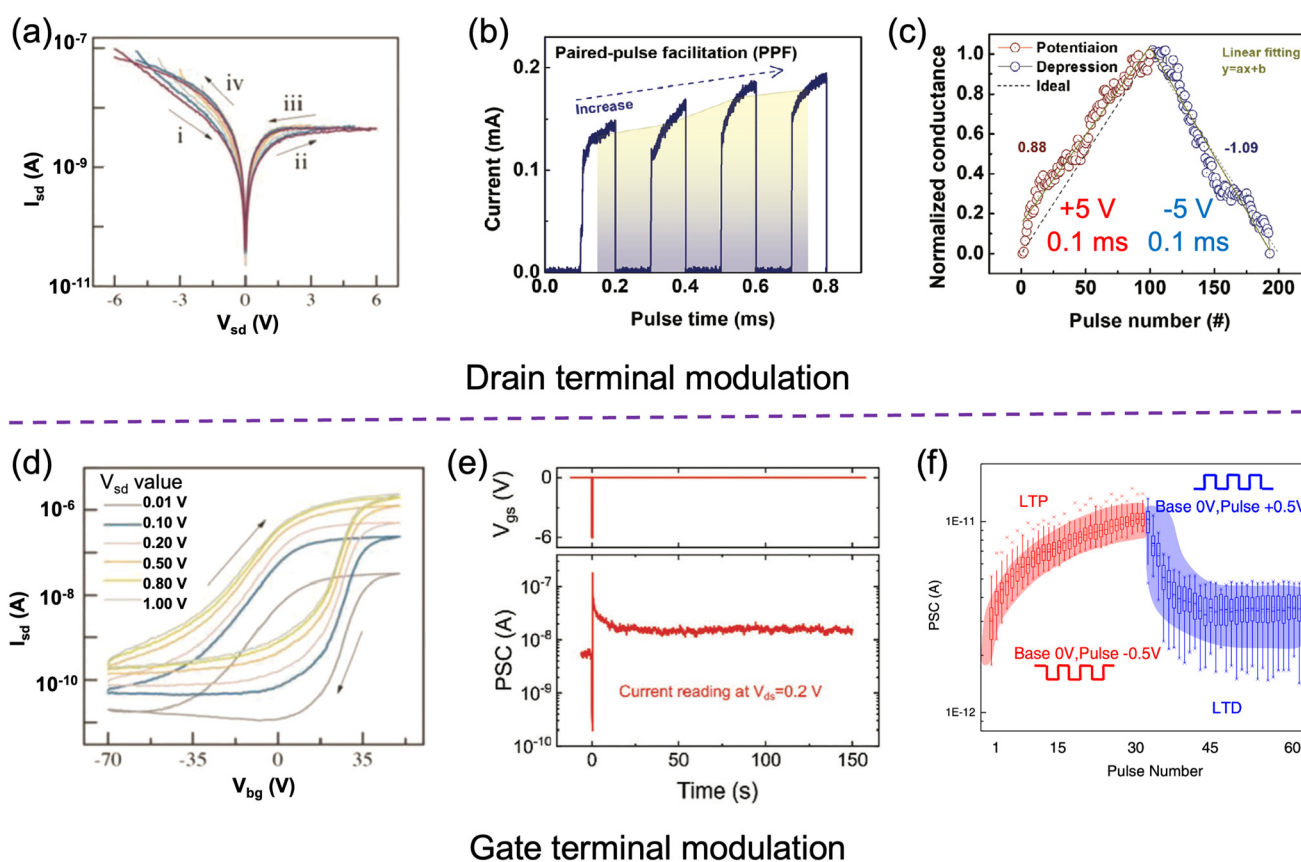 (a)
10⁻⁷
10⁻⁹
10⁻¹¹
I_sd (A)
iv
iii
i
ii
-6
-3
0
3
6
V_sd (V)
(b)
Paired-pulse facilitation (PPF)
Increase
0.2
0.1
0.0
Current (mA)
0.0
0.2
0.4
0.6
0.8
Pulse time (ms)
(c)
Potentiaion
Depression
Ideal
Linear fitting
y=ax+b
1.0
0.8
0.6
0.4
0.2
0.0
Normalized conductance
0.88
-1.09
+5 V
0.1 ms
-5 V
0.1 ms
0
50
100
150
200
Pulse number (#)
Drain terminal modulation
(d)
V_sd value
0.01 V
0.10 V
0.20 V
0.50 V
0.80 V
1.00 V
10⁻⁶
10⁻⁸
10⁻¹⁰
I_sd (A)
-70
-35
0
35
V_bg (V)
(e)
0
-6
V_gs (V)
10⁻⁷
10⁻⁸
10⁻⁹
10⁻¹⁰
PSC (A)
Current reading at V_ds=0.2 V
0
50
100
150
Time (s)
(f)
LTP
Base 0V,Pulse +0.5V
1E-11
1E-12
PSC (A)
Base 0V,Pulse -0.5V
LTD
1
15
30
45
60
Pulse Number
Gate terminal modulation